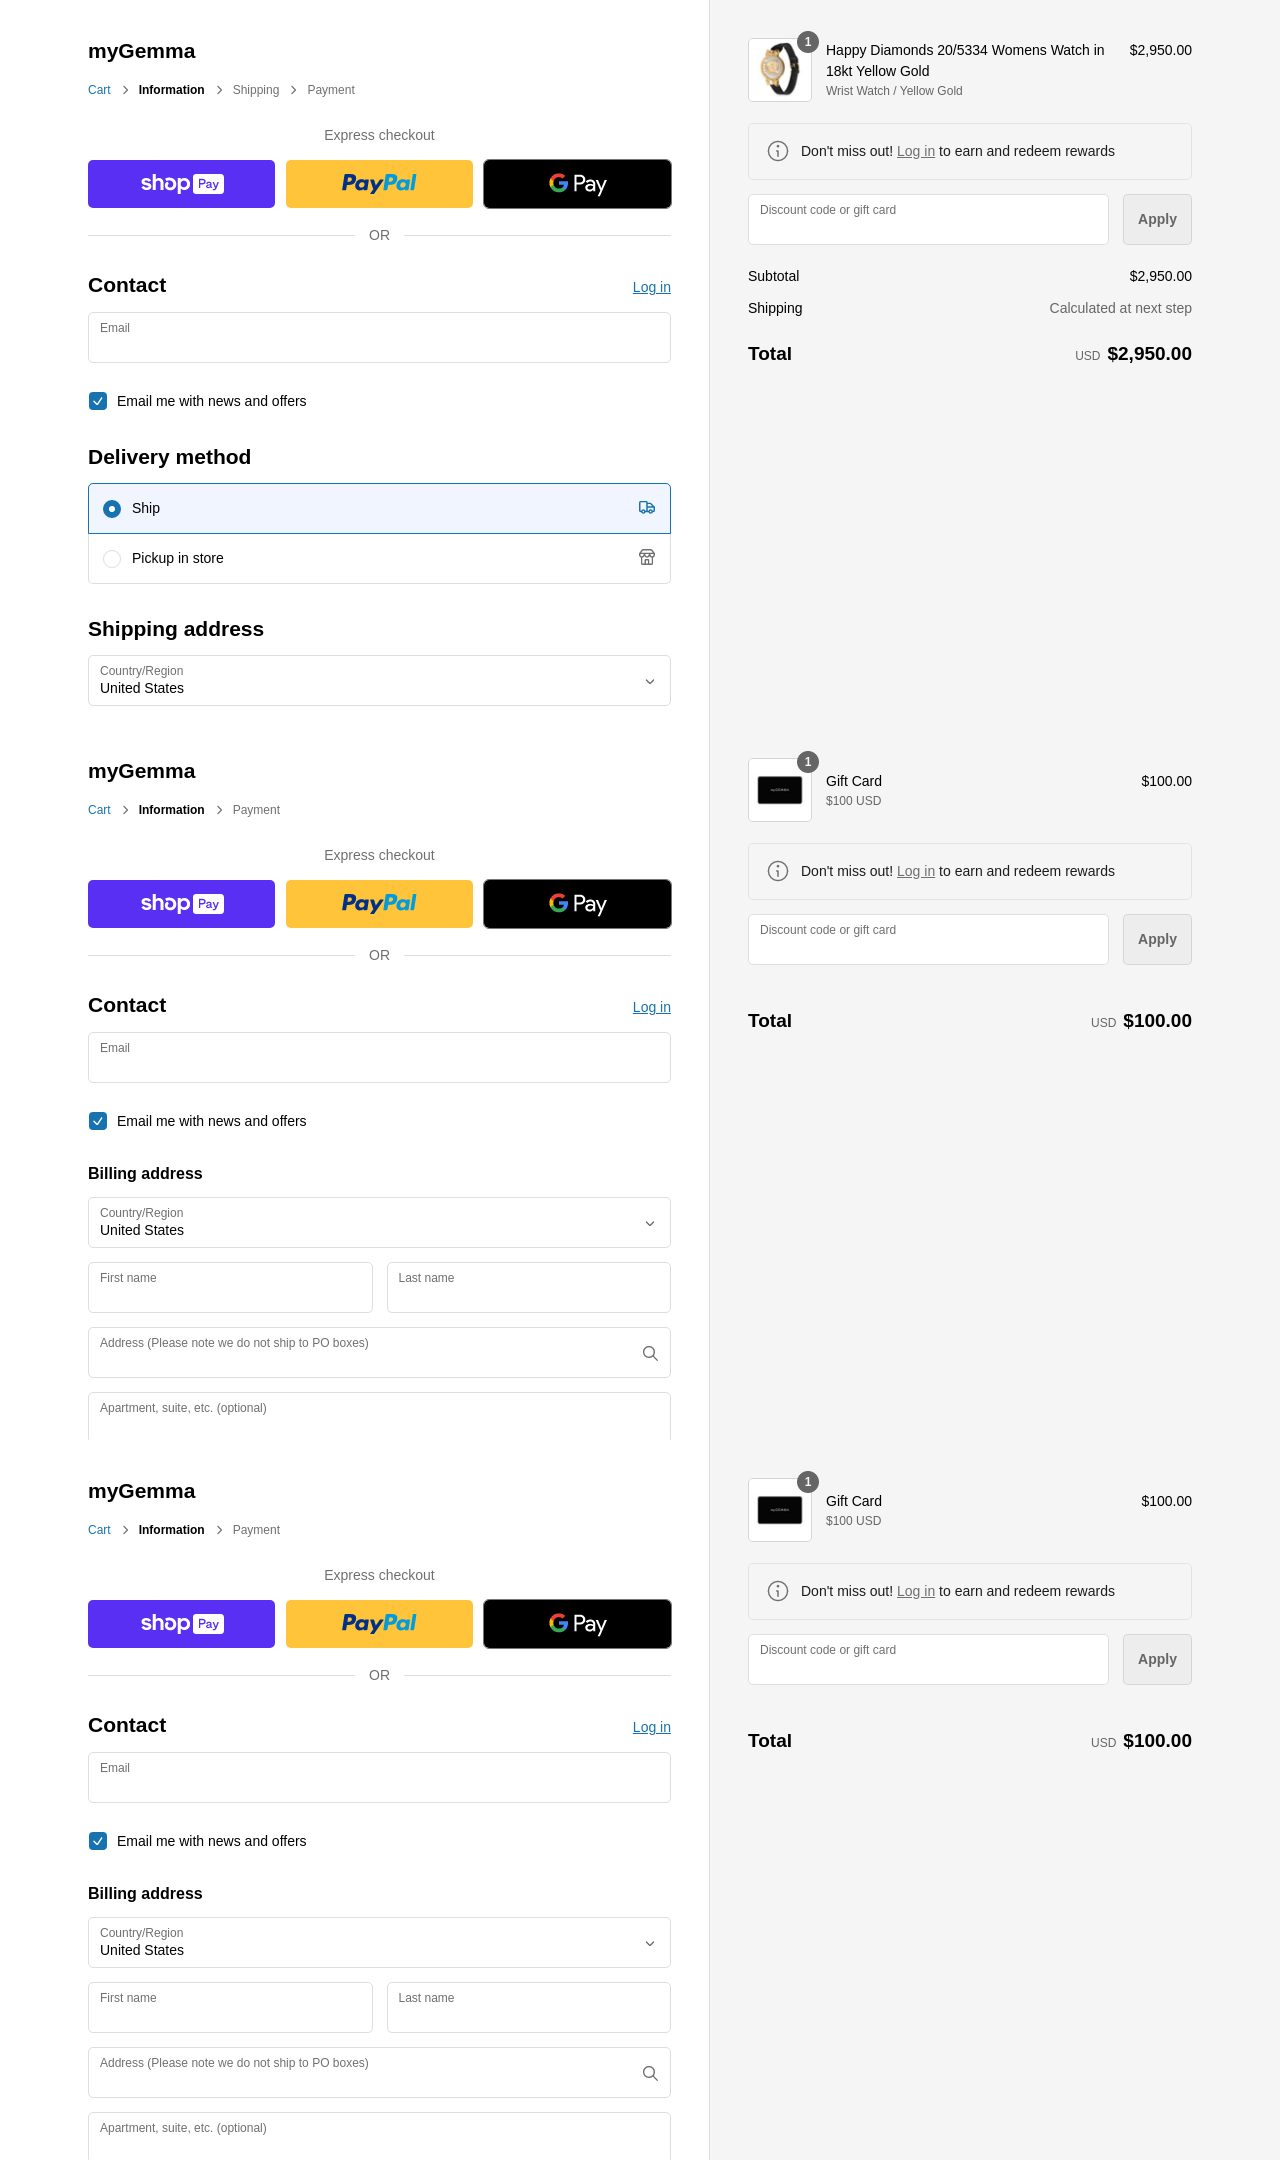 myGemma
Cart
Information
Shipping
Payment
Express checkout
shop Pay
PayPal
G Pay
OR
Contact
Log in
Email
Email me with news and offers
Delivery method
Ship
Pickup in store
Shipping address
Country/Region
United States
1
Happy Diamonds 20/5334 Womens Watch in
18kt Yellow Gold
Wrist Watch / Yellow Gold
$2,950.00
Don't miss out! Log in to earn and redeem rewards
Discount code or gift card
Apply
Subtotal
$2,950.00
Shipping
Calculated at next step
Total
USD $2,950.00
myGemma
Cart
Information
Payment
Express checkout
shop Pay
PayPal
G Pay
OR
Contact
Log in
Email
Email me with news and offers
Billing address
Country/Region
United States
First name
Last name
Address (Please note we do not ship to PO boxes)
Apartment, suite, etc. (optional)
1
Gift Card
$100 USD
$100.00
Don't miss out! Log in to earn and redeem rewards
Discount code or gift card
Apply
Total
USD $100.00
myGemma
Cart
Information
Payment
Express checkout
shop Pay
PayPal
G Pay
OR
Contact
Log in
Email
Email me with news and offers
Billing address
Country/Region
United States
First name
Last name
Address (Please note we do not ship to PO boxes)
Apartment, suite, etc. (optional)
1
Gift Card
$100 USD
$100.00
Don't miss out! Log in to earn and redeem rewards
Discount code or gift card
Apply
Total
USD $100.00